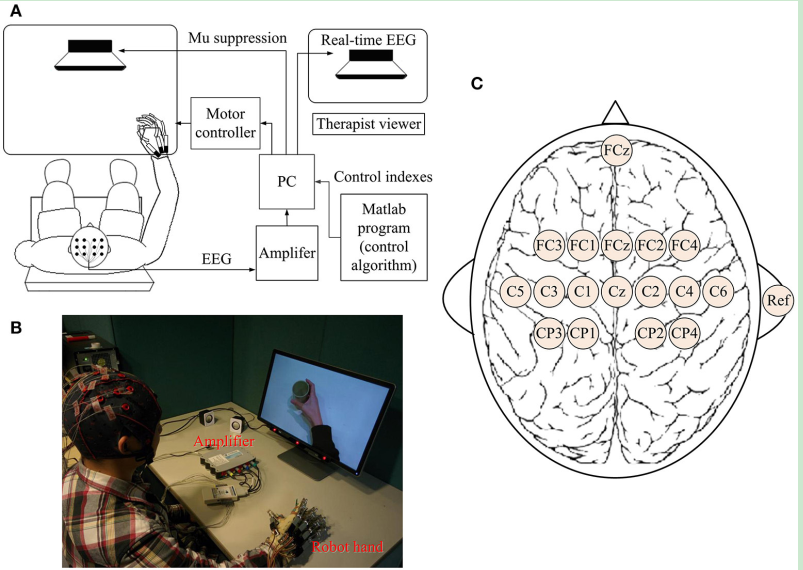 A
Mu suppression
Real-time EEG
Motor
controller
Therapist viewer
PC
Control indexes
Matlab
program
(control
algorithm)
Amplifer
EEG
B
Amplifier
Robot hand
C
FCz
FC3 FC1 FCz FC2 FC4
C5 C3 C1 Cz C2 C4 C6
Ref
CP3 CP1 CP2 CP4